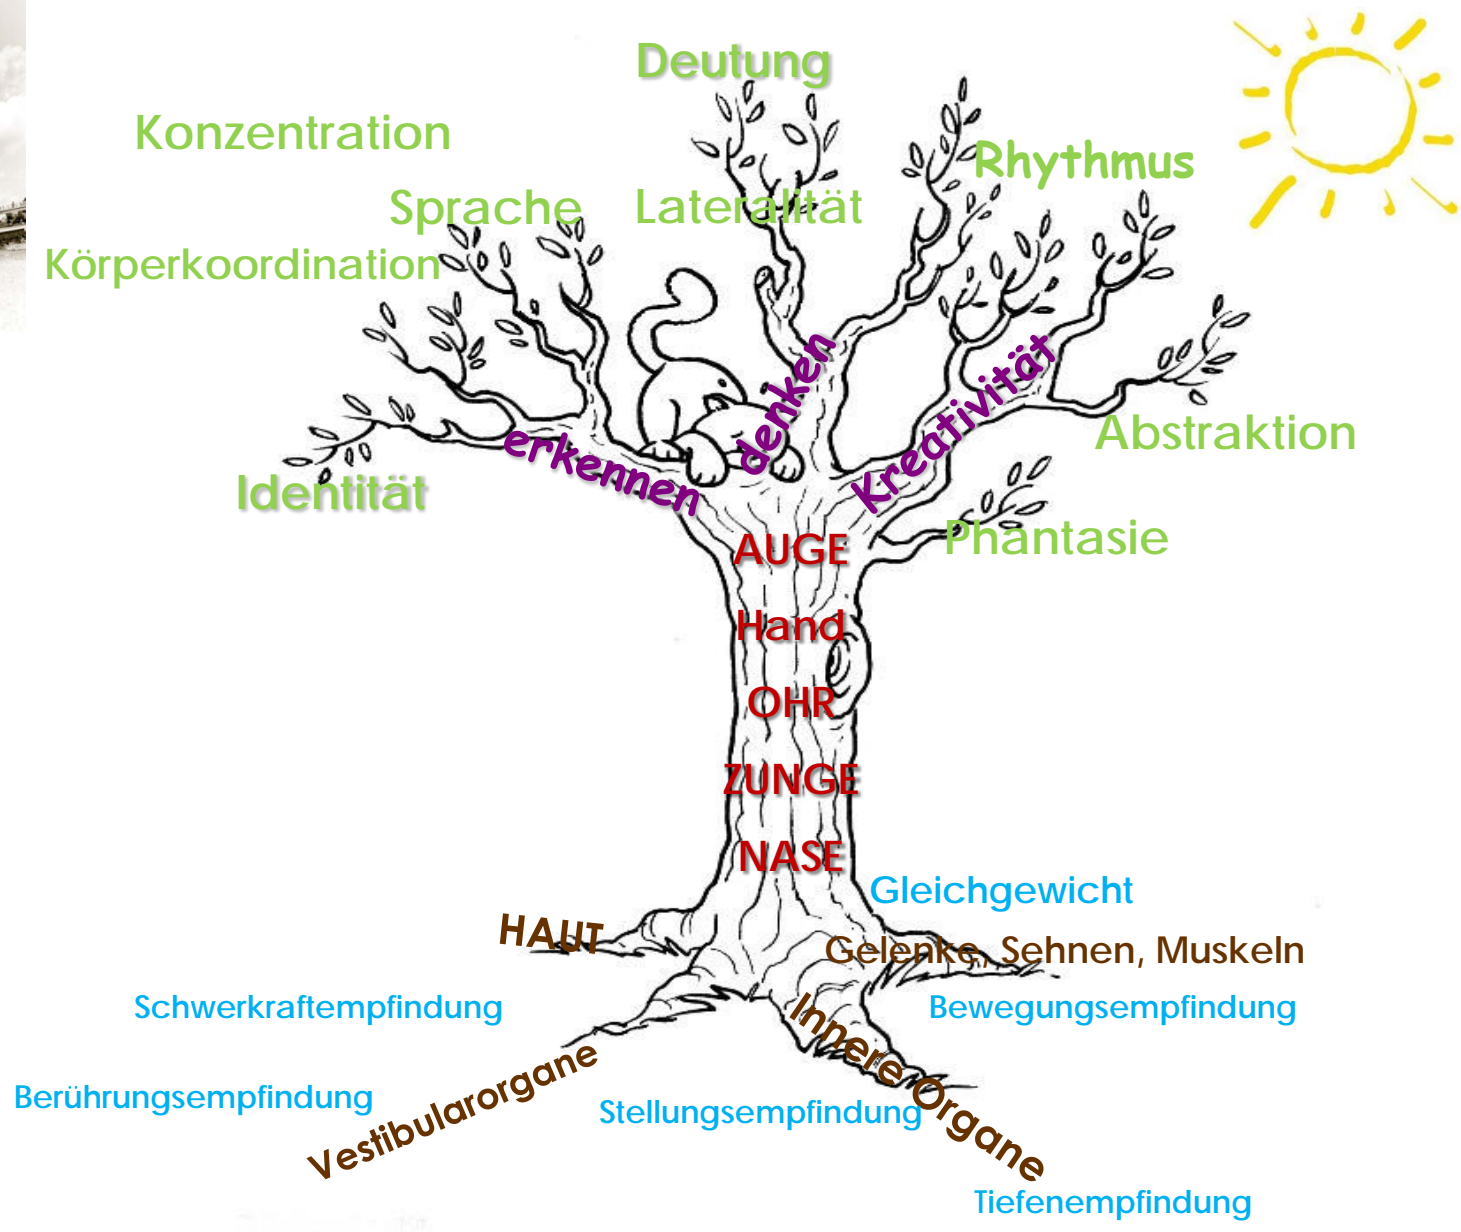 Deutung
Konzentration
Rhythmus
Sprache
Lateralität
Körperkoordination
denken
Kreativität
erkennen
Abstraktion
Identität
Phantasie
AUGE
Hand
OHR
ZUNGE
NASE
Gleichgewicht
HAUT
Gelenke, Sehnen, Muskeln
Schwerkraftempfindung
Bewegungsempfindung
Innere Organe
Vestibularorgane
Berührungsempfindung
Stellungsempfindung
Tiefenempfindung